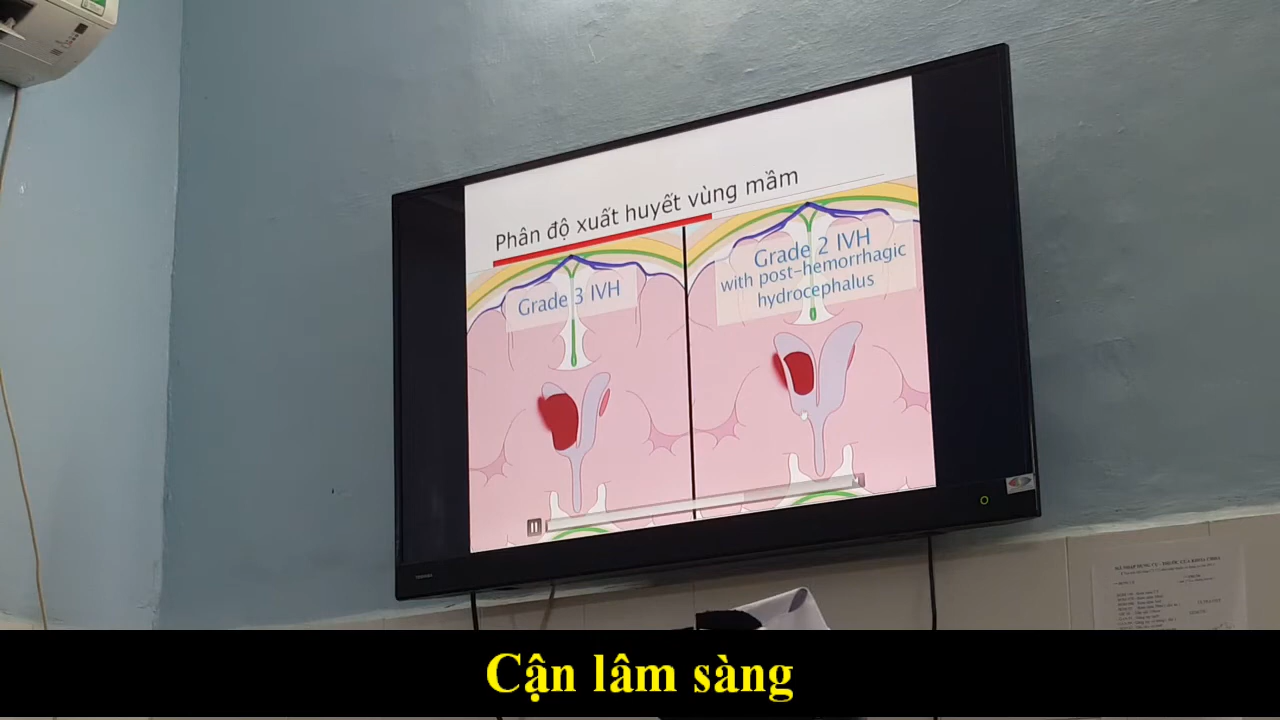 Phân độ xuất huyết vùng mầm
Grade 3 IVH
Grade 2 IVH
with post-hemorrhagic
hydrocephalus
Cận lâm sàng